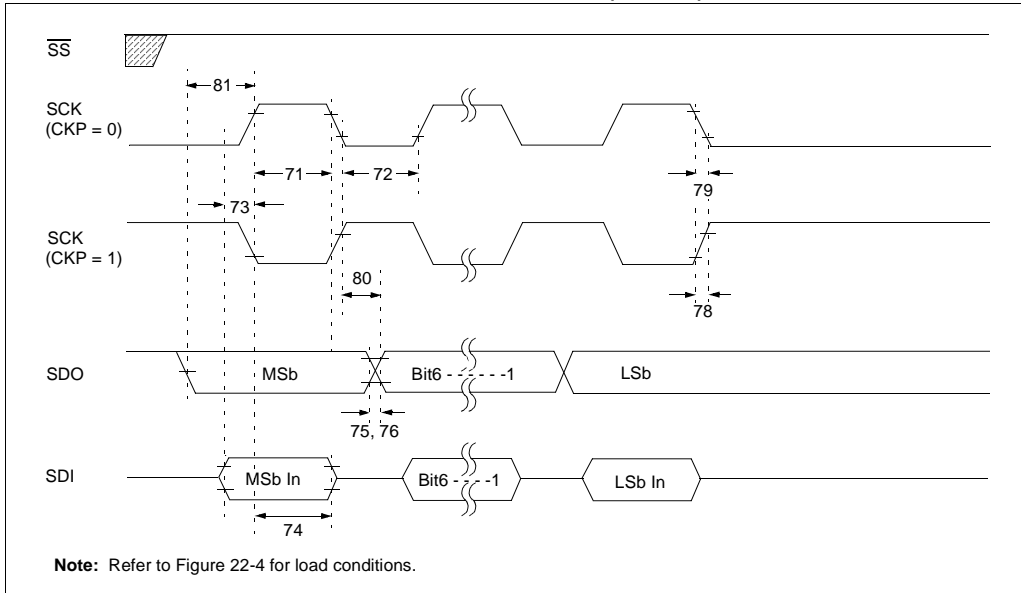 SS
81
SCK
(CKP = 0)
71
72
79
73
SCK
(CKP = 1)
80
78
SDO
MSb
Bit6 - - - - - -1
LSb
75, 76
SDI
MSb In
Bit6 - - - -1
LSb In
74
Note: Refer to Figure 22-4 for load conditions.